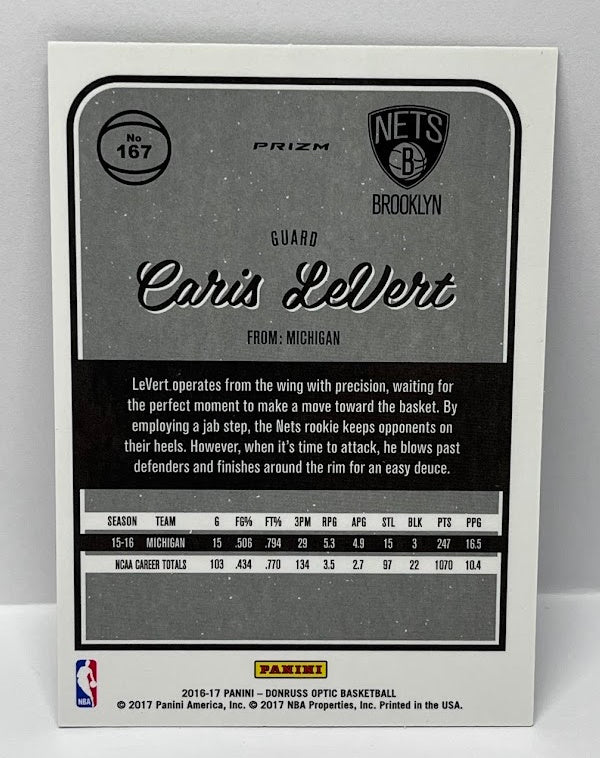 No
167
PRIZM
NETS
B
BROOKLYN
GUARD
Caris LeVert
FROM: MICHIGAN
LeVert operates from the wing with precision, waiting for
the perfect moment to make a move toward the basket. By
employing a jab step, the Nets rookie keeps opponents on
their heels. However, when it's time to attack, he blows past
defenders and finishes around the rim for an easy deuce.
SEASON TEAM G FG% FT% 3PM RPG APG STL BLK PTS PPG
15-16 MICHIGAN 15 .506 .794 29 5.3 4.9 15 3 247 16.5
NCAA CAREER TOTALS 103 .434 .770 134 3.5 2.7 97 22 1070 10.4
PANINI
NBA
2016-17 PANINI – DONRUSS OPTIC BASKETBALL
© 2017 Panini America, Inc. © 2017 NBA Properties, Inc. Printed in the USA.